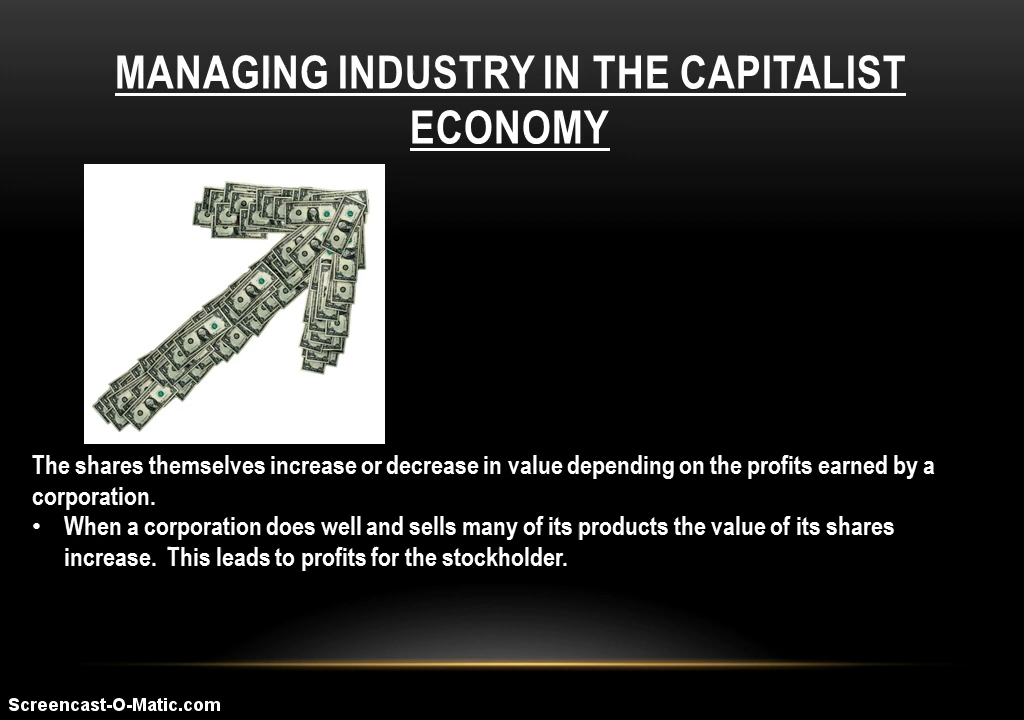 MANAGING INDUSTRY IN THE CAPITALIST
ECONOMY
The shares themselves increase or decrease in value depending on the profits earned by a
corporation.
• When a corporation does well and sells many of its products the value of its shares
increase.  This leads to profits for the stockholder.
Screencast-O-Matic.com